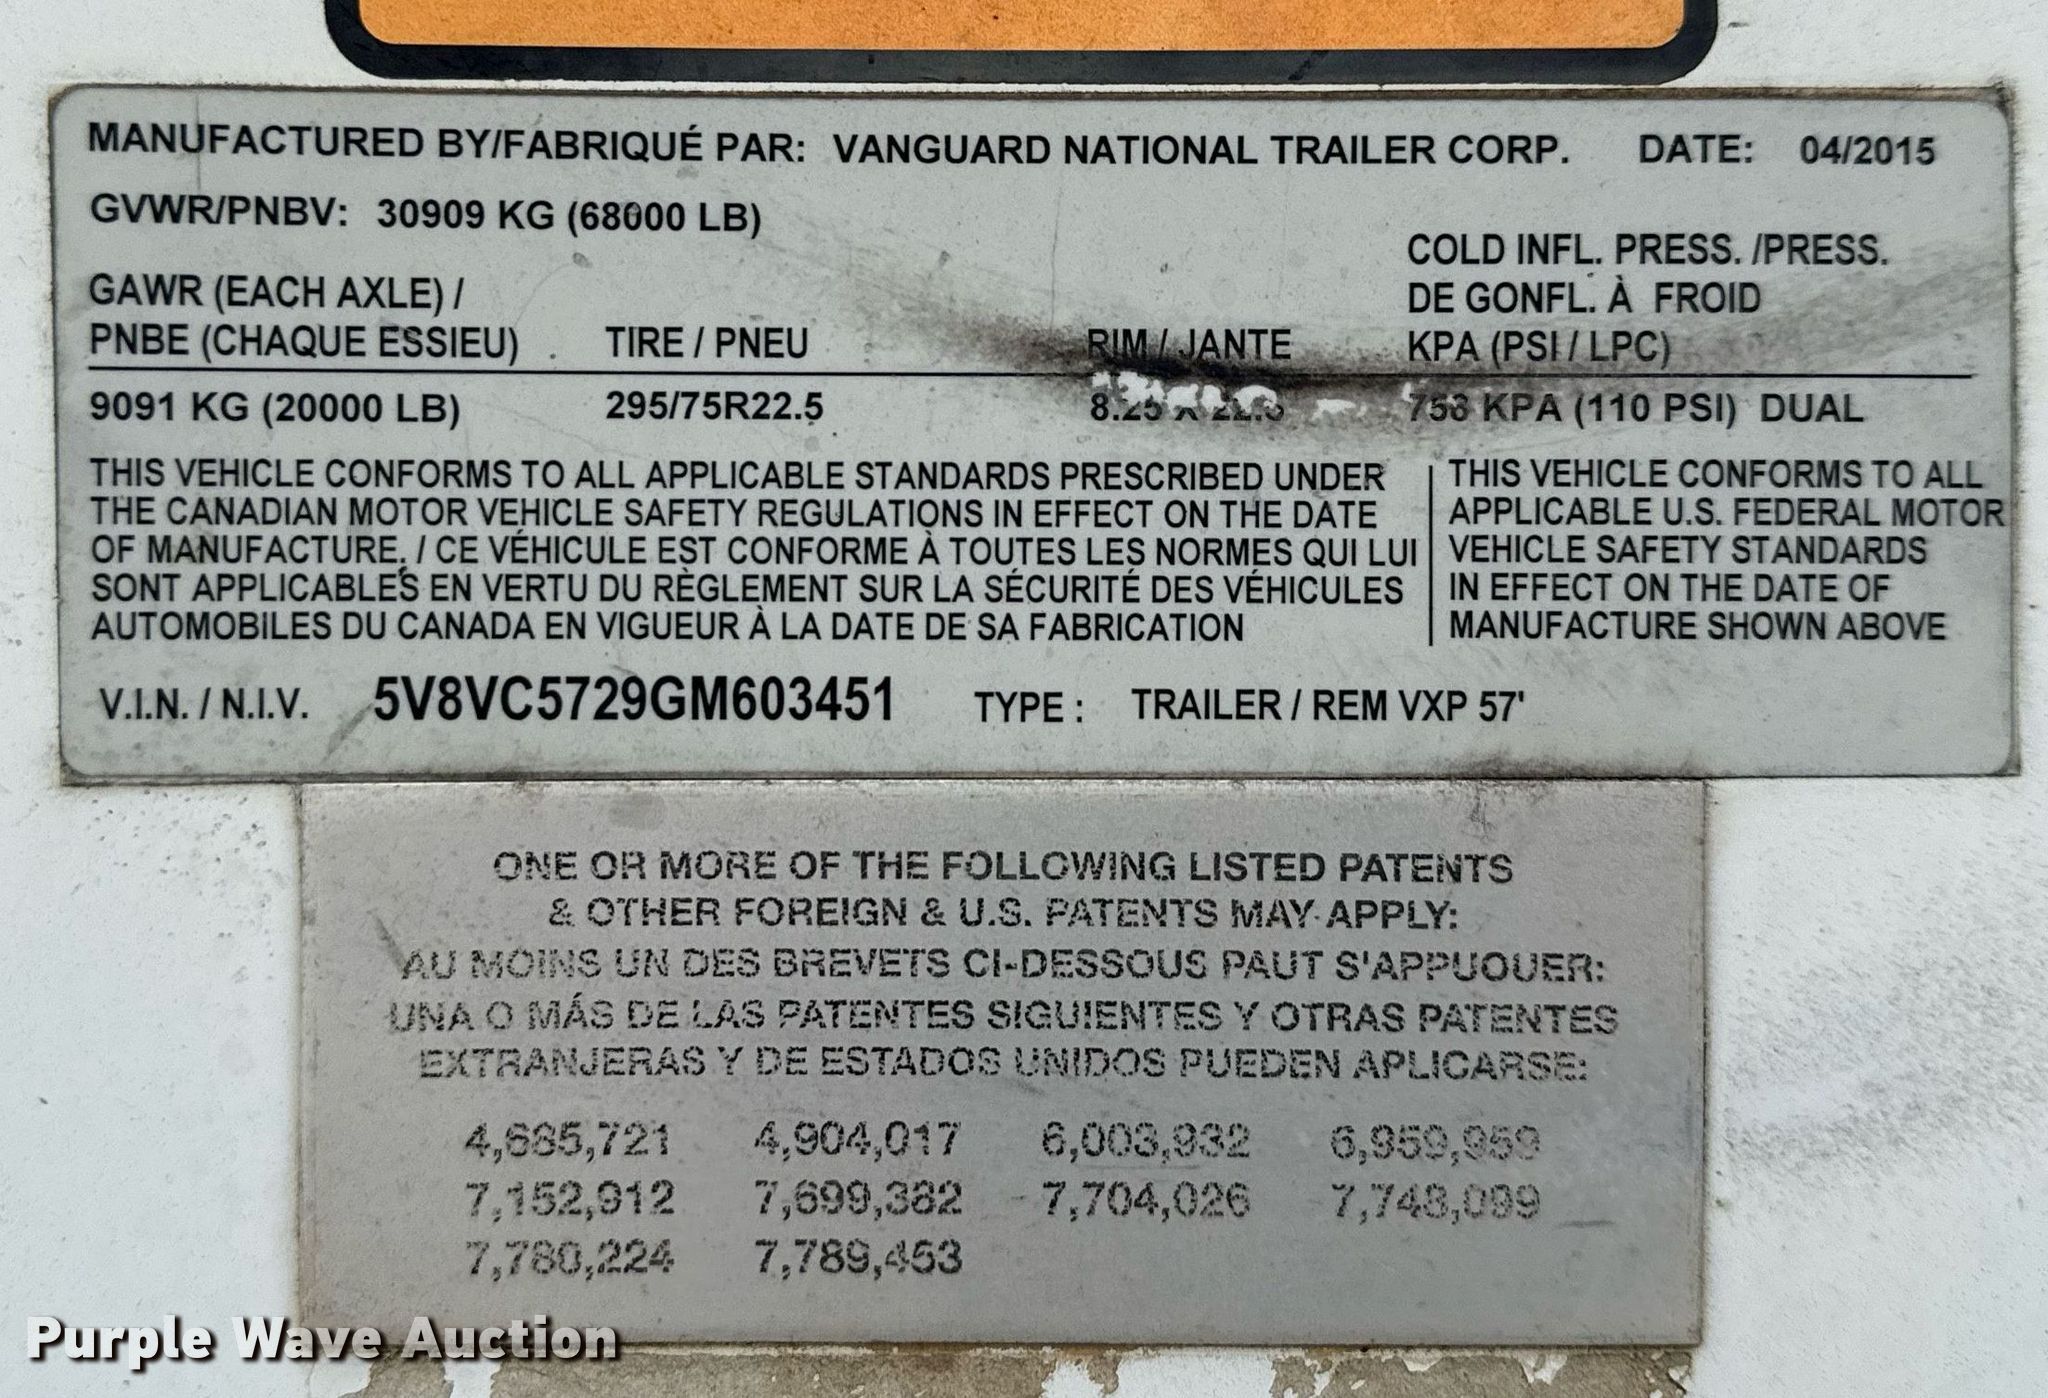 MANUFACTURED BY/FABRIQUÉ PAR: VANGUARD NATIONAL TRAILER CORP. DATE: 04/2015
GVWR/PNBV: 30909 KG (68000 LB)
COLD INFL. PRESS. /PRESS.
GAWR (EACH AXLE) / DE GONFL. À FROID
PNBE (CHAQUE ESSIEU) TIRE / PNEU RIM / JANTE KPA (PSI / LPC)
9091 KG (20000 LB) 295/75R22.5 8.25 X 22.5 758 KPA (110 PSI) DUAL
THIS VEHICLE CONFORMS TO ALL APPLICABLE STANDARDS PRESCRIBED UNDER
THE CANADIAN MOTOR VEHICLE SAFETY REGULATIONS IN EFFECT ON THE DATE
OF MANUFACTURE. / CE VÉHICULE EST CONFORME À TOUTES LES NORMES QUI LUI
SONT APPLICABLES EN VERTU DU RÈGLEMENT SUR LA SÉCURITÉ DES VÉHICULES
AUTOMOBILES DU CANADA EN VIGUEUR À LA DATE DE SA FABRICATION
THIS VEHICLE CONFORMS TO ALL
APPLICABLE U.S. FEDERAL MOTOR
VEHICLE SAFETY STANDARDS
IN EFFECT ON THE DATE OF
MANUFACTURE SHOWN ABOVE
V.I.N. / N.I.V. 5V8VC5729GM603451 TYPE : TRAILER / REM VXP 57'
ONE OR MORE OF THE FOLLOWING LISTED PATENTS
& OTHER FOREIGN & U.S. PATENTS MAY APPLY:
AU MOINS UN DES BREVETS CI-DESSOUS PAUT S'APPUOUER:
UNA O MÁS DE LAS PATENTES SIGUIENTES Y OTRAS PATENTES
EXTRANJERAS Y DE ESTADOS UNIDOS PUEDEN APLICARSE:
4,685,721 4,904,017 6,003,932 6,959,959
7,152,912 7,699,382 7,704,026 7,748,099
7,780,224 7,789,453
Purple Wave Auction